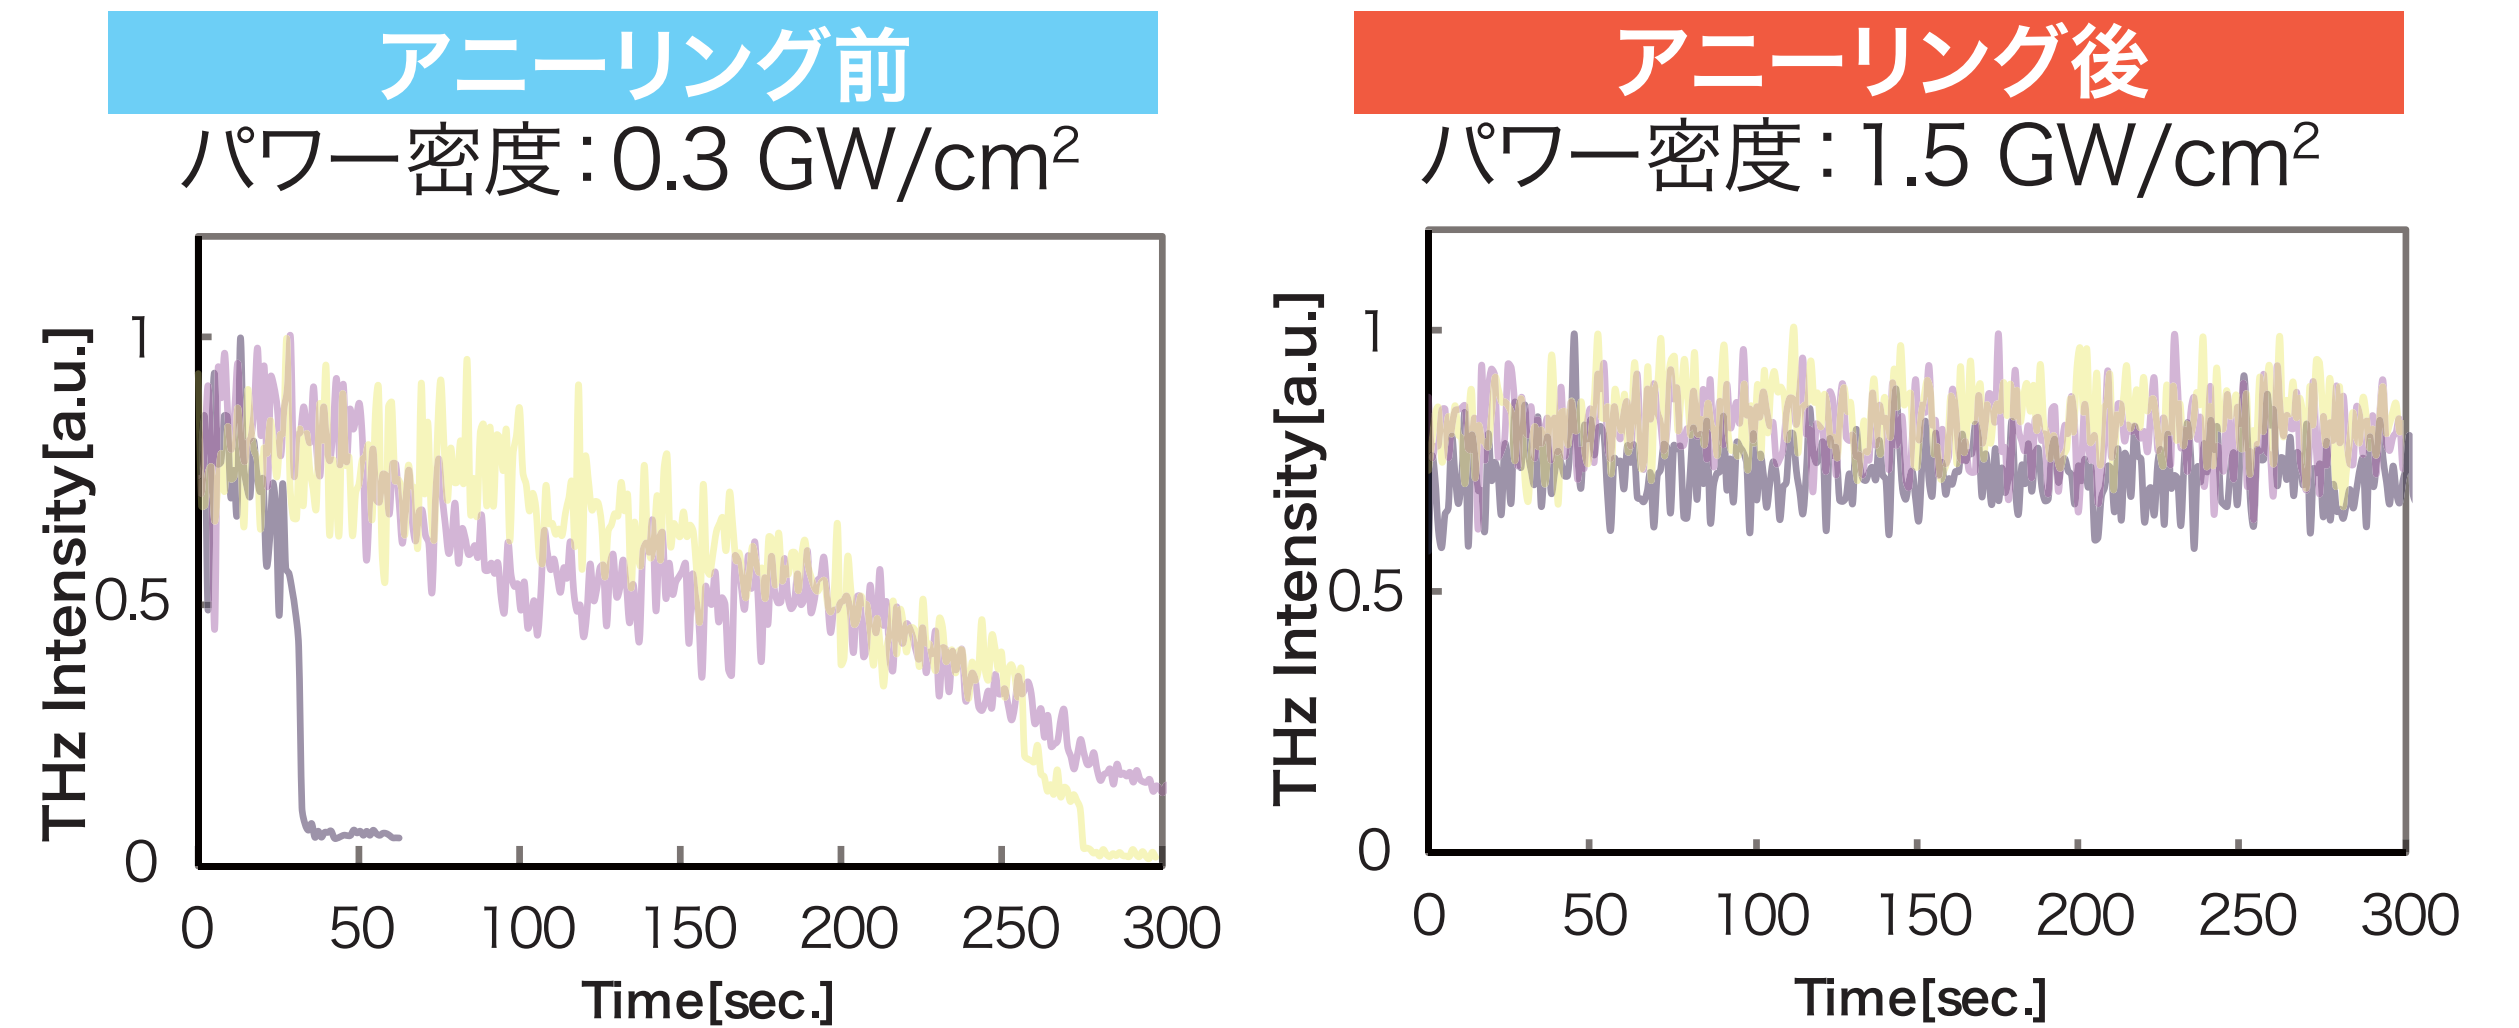 アニーリング前
パワー密度：0.3 GW/cm²
THz Intensity[a.u.]
1
0.5
0
0 50 100 150 200 250 300
Time[sec.]
アニーリング後
パワー密度：1.5 GW/cm²
THz Intensity[a.u.]
1
0.5
0
0 50 100 150 200 250 300
Time[sec.]